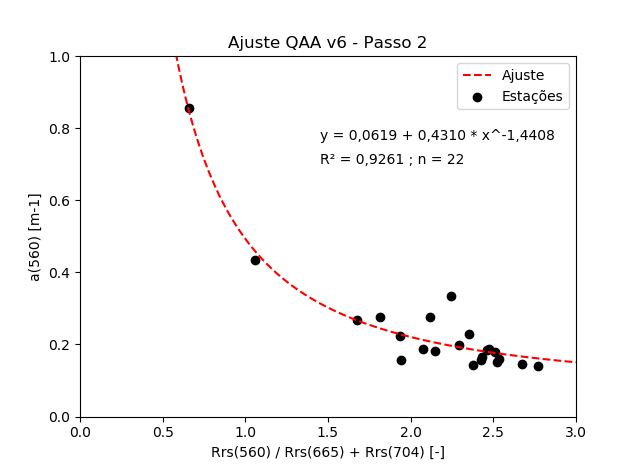 Ajuste QAA v6 - Passo 2
1.0
0.8
0.6
0.4
0.2
0.0
a(560) [m-1]
Ajuste
Estações
y = 0,0619 + 0,4310 * x^-1,4408
R² = 0,9261 ; n = 22
0.0 0.5 1.0 1.5 2.0 2.5 3.0
Rrs(560) / Rrs(665) + Rrs(704) [-]